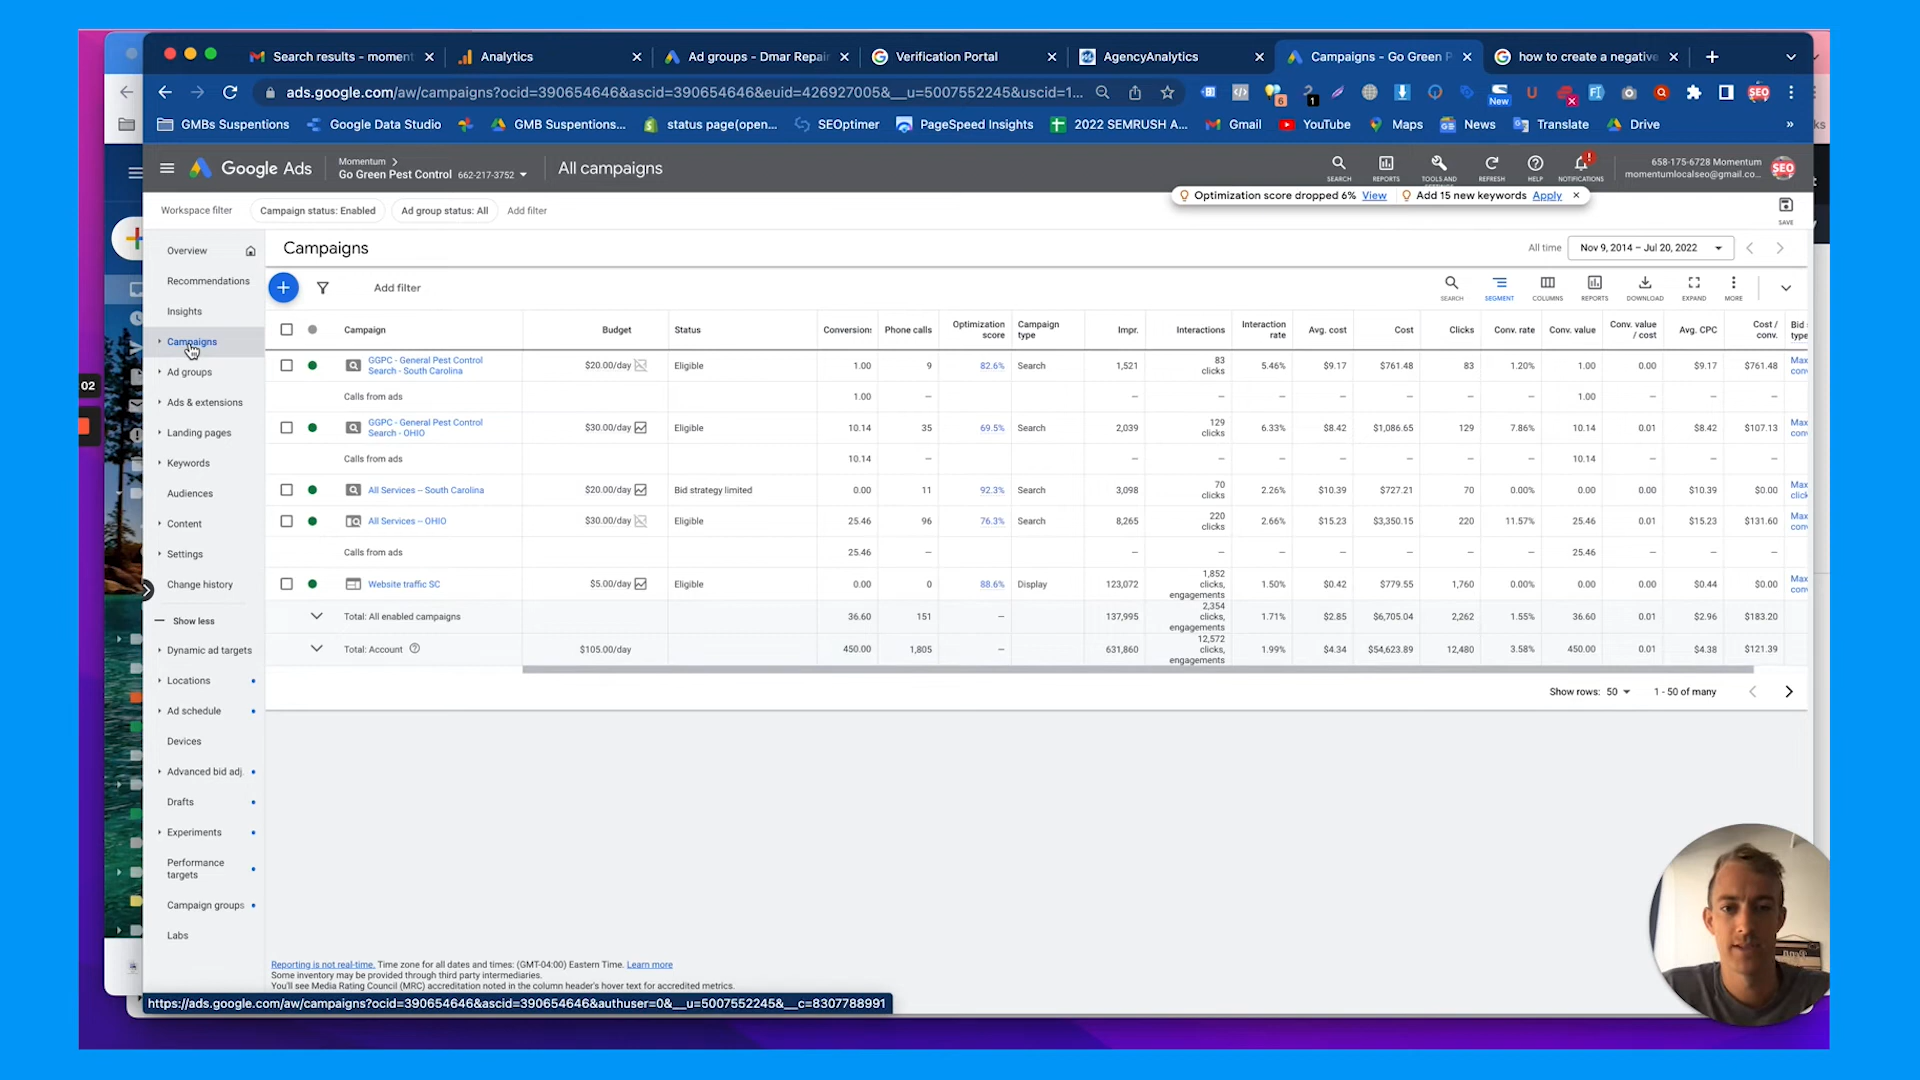 Search results - moment
Analytics
Ad groups - Dmar Repair
Verification Portal
AgencyAnalytics
Campaigns - Go Green P
how to create a negative
ads.google.com/aw/campaigns?ocid=390654646&ascid=390654646&euid=426927005&__u=5007552245&uscid=1...
6
1
New
SEO
GMBs Suspentions
Google Data Studio
GMB Suspentions...
status page(open...
SEOptimer
PageSpeed Insights
2022 SEMRUSH A...
Gmail
YouTube
Maps
News
Translate
Drive
»
Google Ads
Momentum
Go Green Pest Control 662-217-3752
All campaigns
SEARCH
REPORTS
TOOLS AND
REFRESH
HELP
NOTIFICATIONS
658-175-6728 Momentum
momentumlocalseo@gmail.co...
SEO
Optimization score dropped 6% View
Add 15 new keywords Apply
Workspace filter
Campaign status: Enabled
Ad group status: All
Add filter
SAVE
Overview
Recommendations
Insights
Campaigns
Ad groups
Ads & extensions
Landing pages
Keywords
Audiences
Content
Settings
Change history
Show less
Dynamic ad targets
Locations
Ad schedule
Devices
Advanced bid adj.
Drafts
Experiments
Performance
targets
Campaign groups
Labs
02
Campaigns
All time
Nov 9, 2014 – Jul 20, 2022
Add filter
SEARCH
SEGMENT
COLUMNS
REPORTS
DOWNLOAD
EXPAND
MORE
Campaign Budget Status Conversions Phone calls Optimization score Campaign type Impr. Interactions Interaction rate Avg. cost Cost Clicks Conv. rate Conv. value Conv. value / cost Avg. CPC Cost / conv. Bid type
GGPC - General Pest Control Search - South Carolina $20.00/day Eligible 1.00 9 82.6% Search 1,521 83 clicks 5.46% $9.17 $761.48 83 1.20% 1.00 0.00 $9.17 $761.48 Max conv
Calls from ads 1.00 – – – – – – – 1.00 – – –
GGPC - General Pest Control Search - OHIO $30.00/day Eligible 10.14 35 69.5% Search 2,039 129 clicks 6.33% $8.42 $1,086.65 129 7.86% 10.14 0.01 $8.42 $107.13 Max conv
Calls from ads 10.14 – – – – – – – – 10.14 – – –
All Services – South Carolina $20.00/day Bid strategy limited 0.00 11 92.3% Search 3,098 70 clicks 2.26% $10.39 $727.21 70 0.00% 0.00 0.00 $10.39 $0.00 Max click
All Services – OHIO $30.00/day Eligible 25.46 96 76.3% Search 8,265 220 clicks 2.66% $15.23 $3,350.15 220 11.57% 25.46 0.01 $15.23 $131.60 Max conv
Calls from ads 25.46 – – – – – – – – 25.46 – – –
Website traffic SC $5.00/day Eligible 0.00 0 88.6% Display 123,072 1,852 clicks, engagements 1.50% $0.42 $779.55 1,760 0.00% 0.00 0.00 $0.44 $0.00 Max conv
Total: All enabled campaigns 36.60 151 – 137,995 2,354 clicks, engagements 1.71% $2.85 $6,705.04 2,262 1.55% 36.60 0.01 $2.96 $183.20
Total: Account $105.00/day 450.00 1,805 – 631,860 12,572 clicks, engagements 1.99% $4.34 $54,623.89 12,480 3.58% 450.00 0.01 $4.38 $121.39
Show rows: 50
1 - 50 of many
Reporting is not real-time. Time zone for all dates and times: (GMT-04:00) Eastern Time. Learn more
Some inventory may be provided through third party intermediaries.
You'll see Media Rating Council (MRC) accreditation noted in the column header's hover text for accredited metrics.
https://ads.google.com/aw/campaigns?ocid=390654646&ascid=390654646&authuser=0&__u=5007552245&__c=8307788991